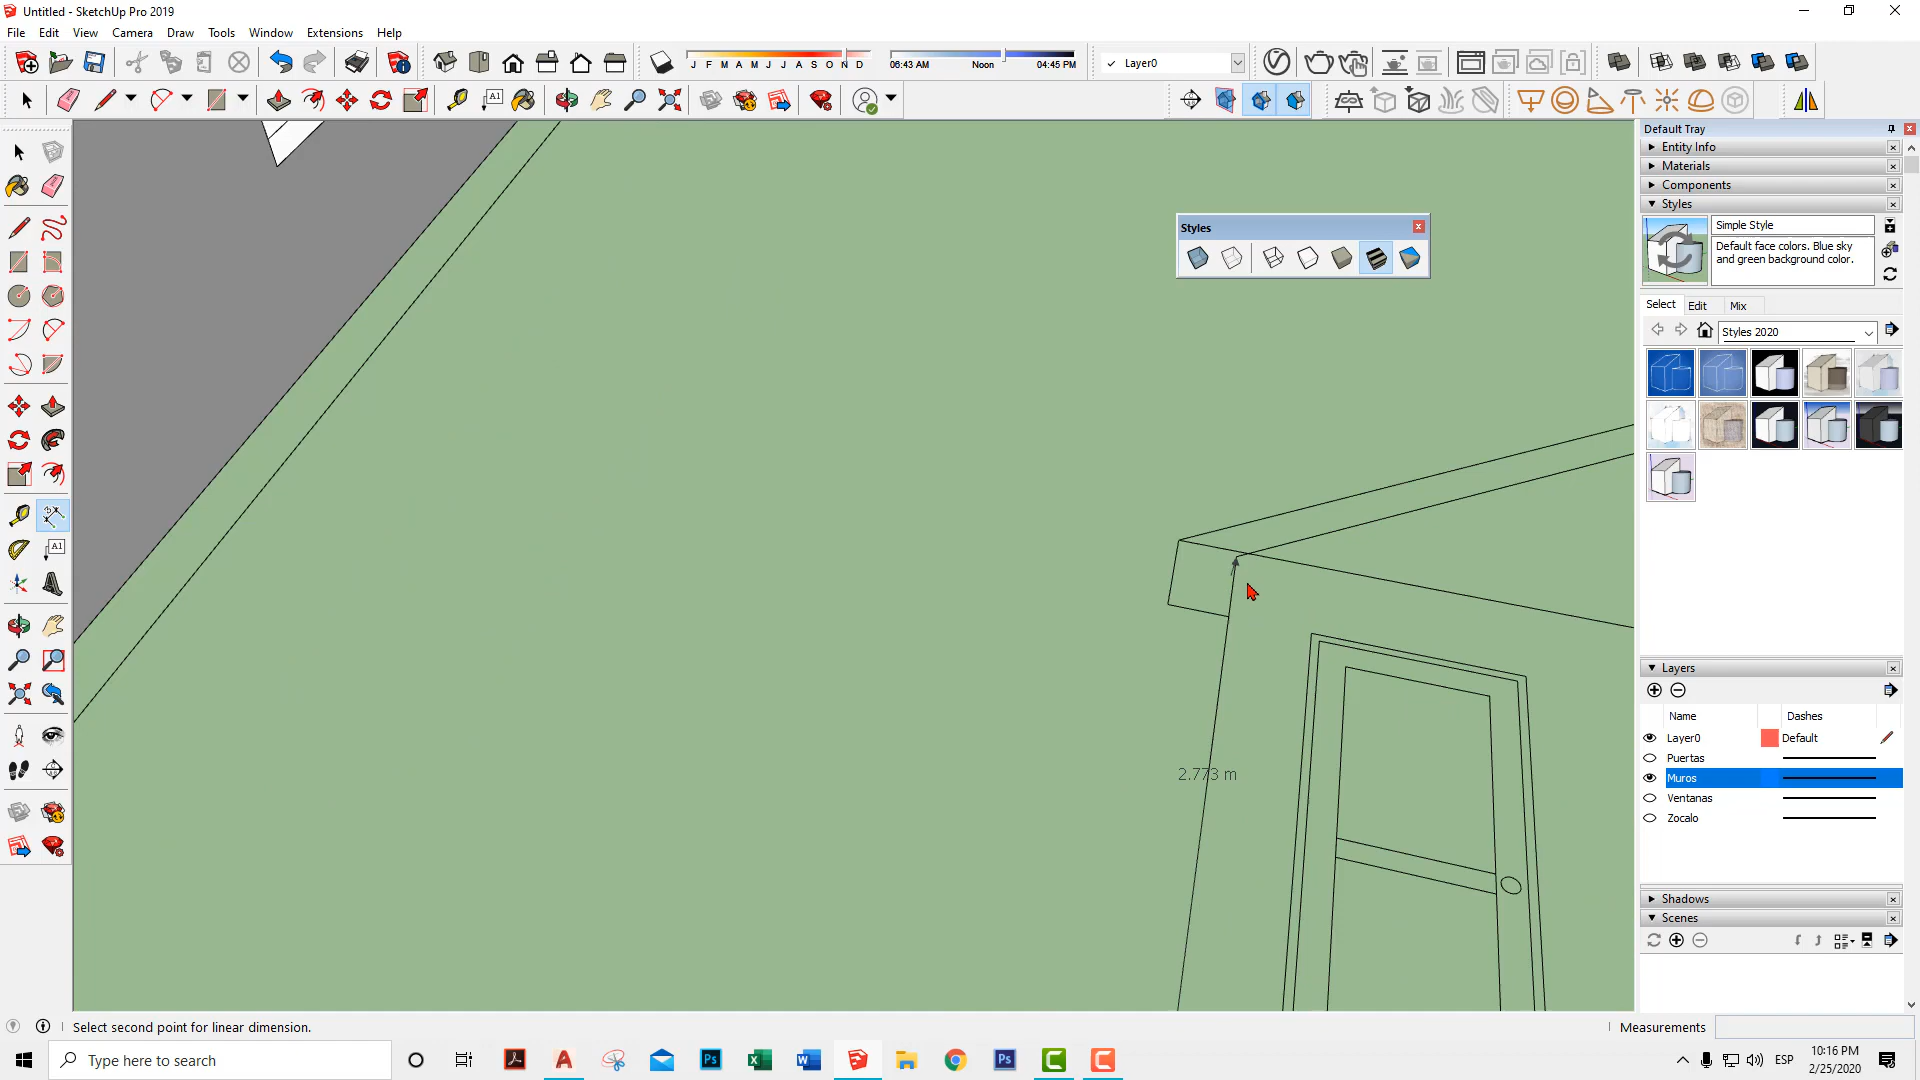 Untitled - SketchUp Pro 2019
File Edit View Camera Draw Tools Window Extensions Help
J F M A M J J A S O N D
06:43 AM Noon 04:45 PM
Layer0
A1
Default Tray
Entity Info
Materials
Components
Styles
Simple Style
Default face colors. Blue sky
and green background color.
Select Edit Mix
Styles 2020
Styles
2.773 m
A1
Layers
Name Dashes
Layer0 Default
Puertas
Muros
Ventanas
Zocalo
Shadows
Scenes
Select second point for linear dimension.
Measurements
Type here to search
Ps
Ps
ESP
10:16 PM
2/25/2020